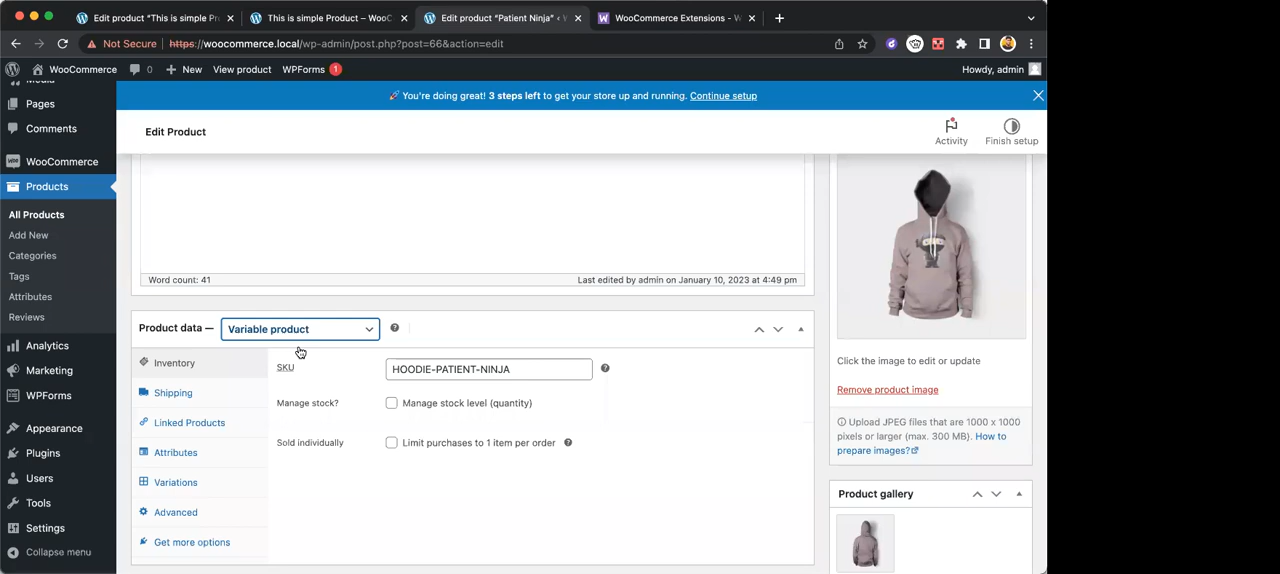 Edit product "This is simple Pr
This is simple Product – WooC
Edit product "Patient Ninja" ‹
WooCommerce Extensions - W
Not Secure
https://woocommerce.local/wp-admin/post.php?post=66&action=edit
WooCommerce
0
New
View product
WPForms
1
Howdy, admin
🚀 You're doing great! 3 steps left to get your store up and running. Continue setup
Media
Pages
Comments
WooCommerce
Products
All Products
Add New
Categories
Tags
Attributes
Reviews
Analytics
Marketing
WPForms
Appearance
Plugins
Users
Tools
Settings
Collapse menu
Edit Product
Activity
Finish setup
Word count: 41
Last edited by admin on January 10, 2023 at 4:49 pm
Product data —
Variable product
Inventory
Shipping
Linked Products
Attributes
Variations
Advanced
Get more options
SKU
HOODIE-PATIENT-NINJA
Manage stock?
Manage stock level (quantity)
Sold individually
Limit purchases to 1 item per order
Click the image to edit or update
Remove product image
Upload JPEG files that are 1000 x 1000
pixels or larger (max. 300 MB). How to
prepare images?
Product gallery